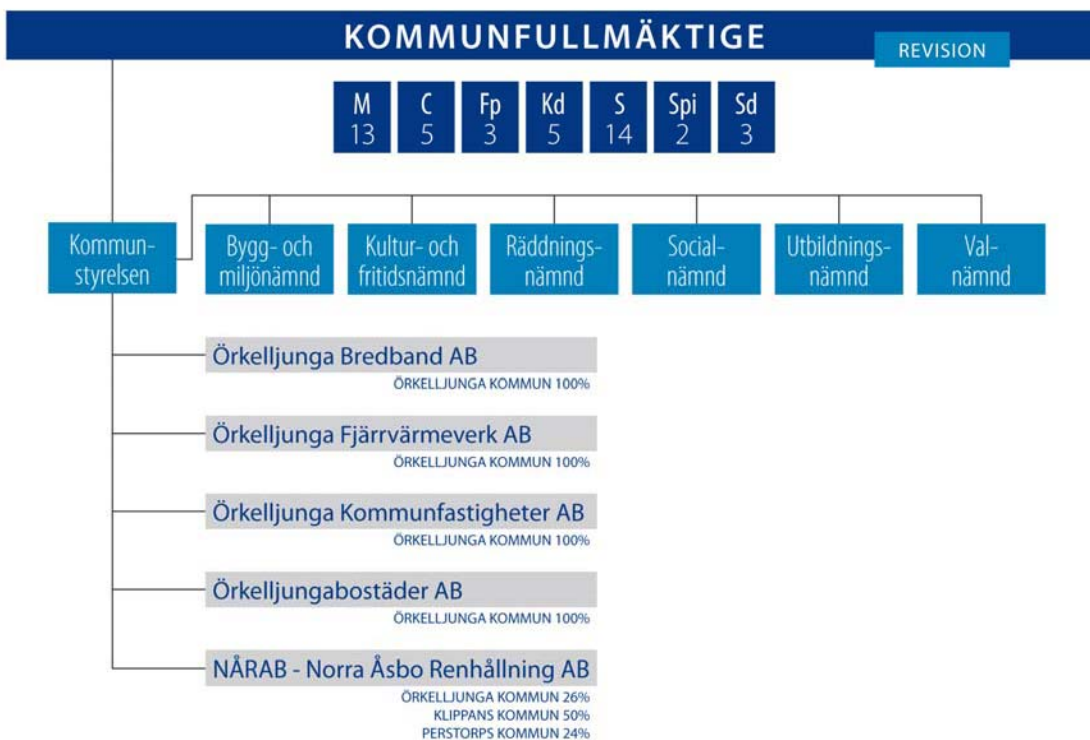 KOMMUNFULLMÄKTIGE
REVISION
M
13
C
5
Fp
3
Kd
5
S
14
Spi
2
Sd
3
Kommun-
styrelsen
Bygg- och
miljönämnd
Kultur- och
fritidsnämnd
Räddnings-
nämnd
Social-
nämnd
Utbildnings-
nämnd
Val-
nämnd
Örkelljunga Bredband AB
ÖRKELLJUNGA KOMMUN 100%
Örkelljunga Fjärrvärmeverk AB
ÖRKELLJUNGA KOMMUN 100%
Örkelljunga Kommunfastigheter AB
ÖRKELLJUNGA KOMMUN 100%
Örkelljungabostäder AB
ÖRKELLJUNGA KOMMUN 100%
NÅRAB - Norra Åsbo Renhållning AB
ÖRKELLJUNGA KOMMUN 26%
KLIPPANS KOMMUN 50%
PERSTORPS KOMMUN 24%